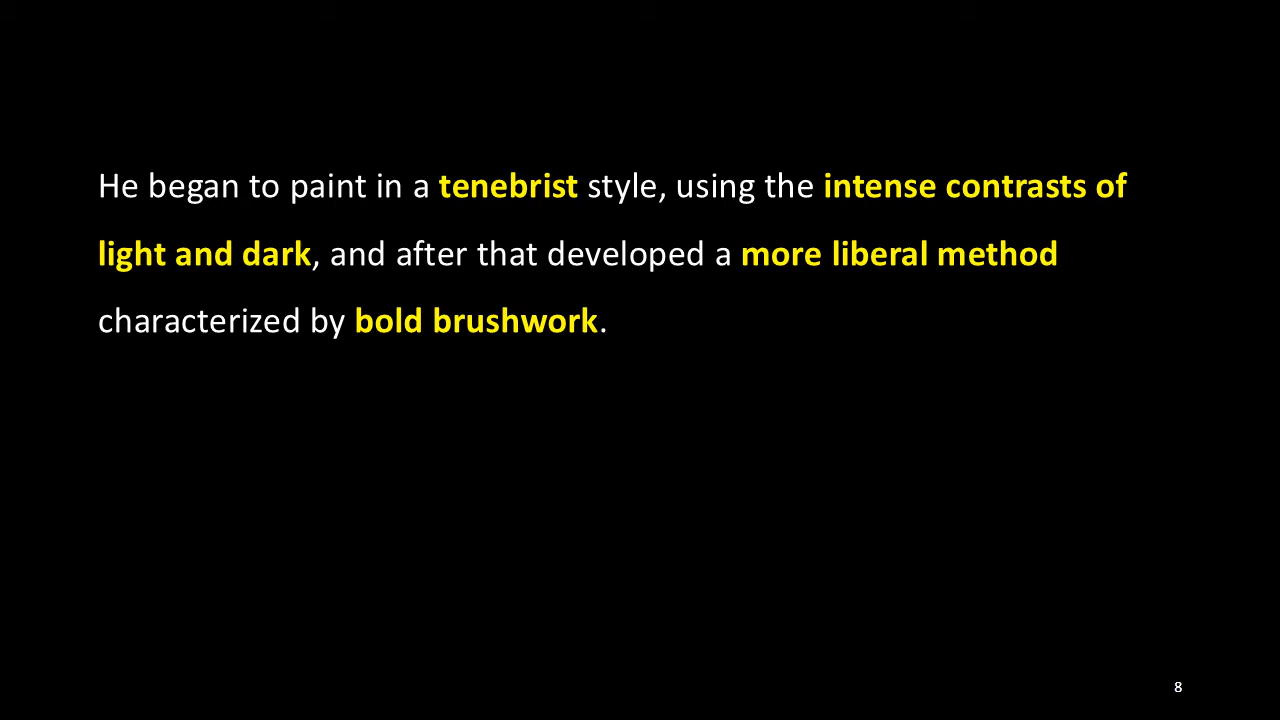 He began to paint in a tenebrist style, using the intense contrasts of
light and dark, and after that developed a more liberal method
characterized by bold brushwork.
8